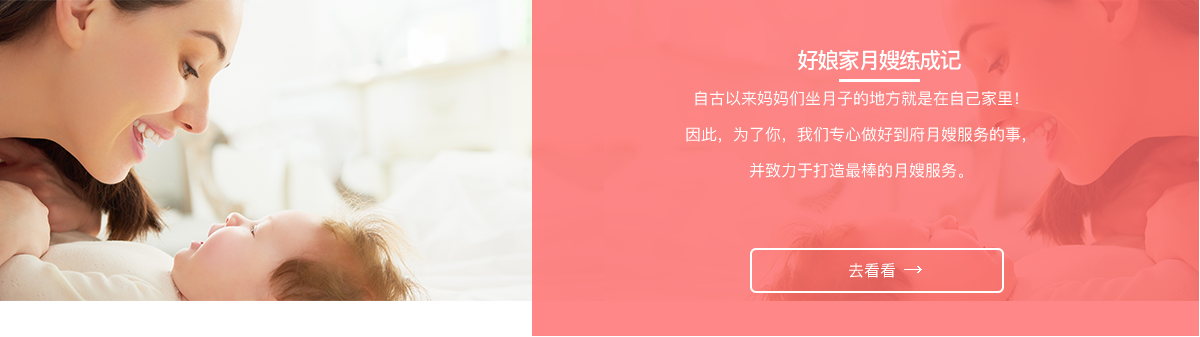 好娘家月嫂练成记
自古以来妈妈们坐月子的地方就是在自己家里！
因此，为了你，我们专心做好到府月嫂服务的事，
并致力于打造最棒的月嫂服务。
去看看 →